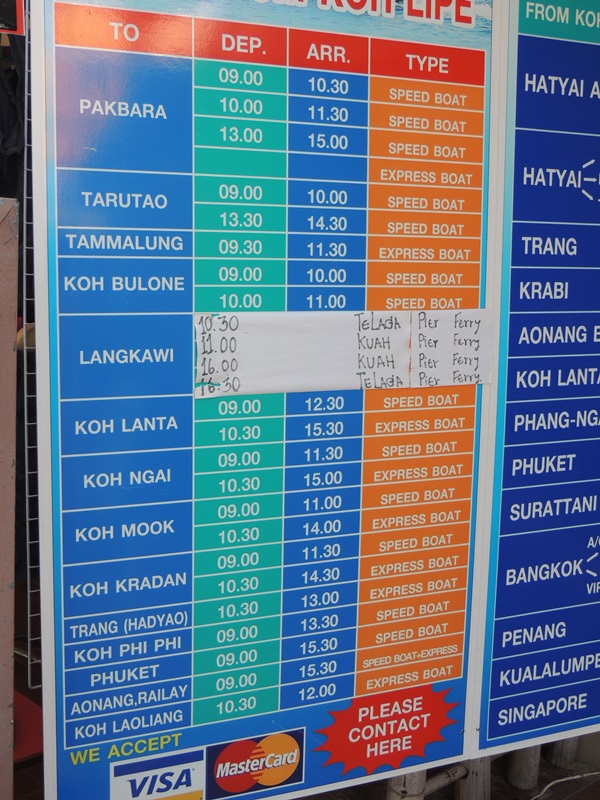 KOH LIPE
TO DEP. ARR. TYPE
PAKBARA
09.00 10.30 SPEED BOAT
10.00 11.30 SPEED BOAT
13.00 15.00 SPEED BOAT
EXPRESS BOAT
TARUTAO
09.00 10.00 SPEED BOAT
13.30 14.30 SPEED BOAT
TAMMALUNG 09.30 11.30 EXPRESS BOAT
KOH BULONE
09.00 10.00 SPEED BOAT
10.00 11.00 SPEED BOAT
LANGKAWI
10.30 TELAGA Pier Ferry
11.00 KUAH Pier Ferry
16.00 KUAH Pier Ferry
16.30 TELAGA Pier Ferry
KOH LANTA
09.00 12.30 SPEED BOAT
10.30 15.30 EXPRESS BOAT
KOH NGAI
09.00 11.30 SPEED BOAT
10.30 15.00 EXPRESS BOAT
KOH MOOK
09.00 11.00 SPEED BOAT
10.30 14.00 EXPRESS BOAT
KOH KRADAN
09.00 11.30 SPEED BOAT
10.30 14.30 EXPRESS BOAT
TRANG (HADYAO) 10.30 13.00 EXPRESS BOAT
KOH PHI PHI 09.00 13.30 SPEED BOAT
PHUKET 09.00 15.30 SPEED BOAT
AONANG,RAILAY 09.00 15.30 SPEED BOAT+EXPRESS
KOH LAOLIANG 10.30 12.00 EXPRESS BOAT
WE ACCEPT
VISA
MasterCard
PLEASE
CONTACT
HERE
FROM KOH
HATYAI A
HATYAI
TRANG
KRABI
AONANG B
KOH LANTA
PHANG-NGA
PHUKET
SURATTANI
BANGKOK
A/C
VIP
PENANG
KUALALUMPE
SINGAPORE